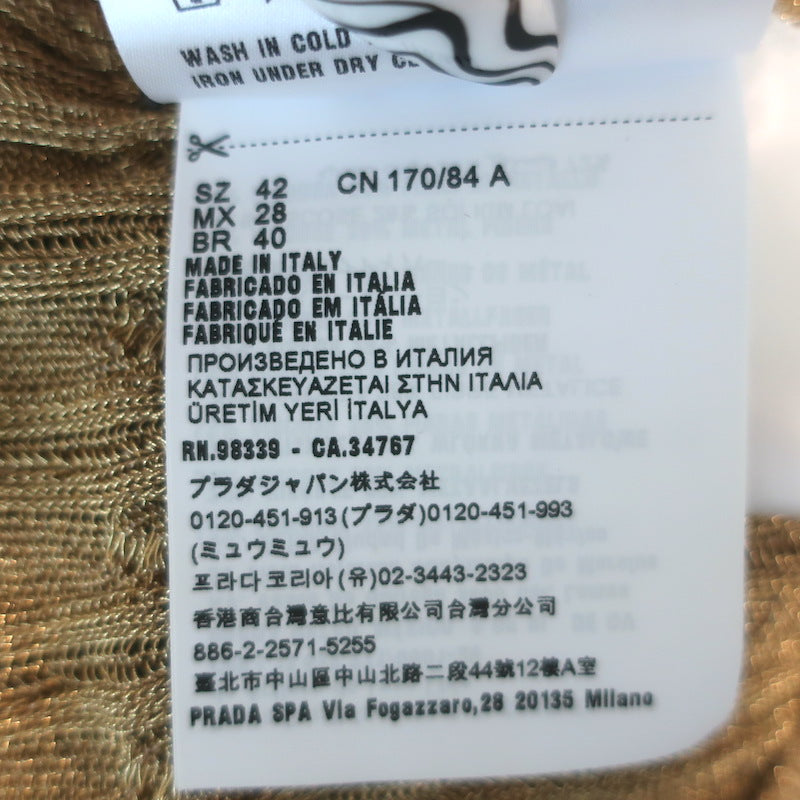 WASH IN COLD
IRON UNDER DRY
SZ 42 CN 170/84 A
MX 28
BR 40
MADE IN ITALY
FABRICADO EN ITALIA
FABRICADO EM ITÁLIA
FABRIQUÉ EN ITALIE
ПРОИЗВЕДЕНО В ИТАЛИЯ
ΚΑΤΑΣΚΕΥΑΖΕΤΑΙ ΣΤΗΝ ΙΤΑΛΙΑ
ÜRETİM YERİ İTALYA
RN.98339 - CA.34767
プラダジャパン株式会社
0120-451-913(プラダ)0120-451-993
(ミュウミュウ)
프라다코리아(유)02-3443-2323
香港商台灣意比有限公司台灣分公司
886-2-2571-5255
臺北市中山區中山北路二段44號12樓A室
PRADA SPA Via Fogazzaro,28 20135 Milano